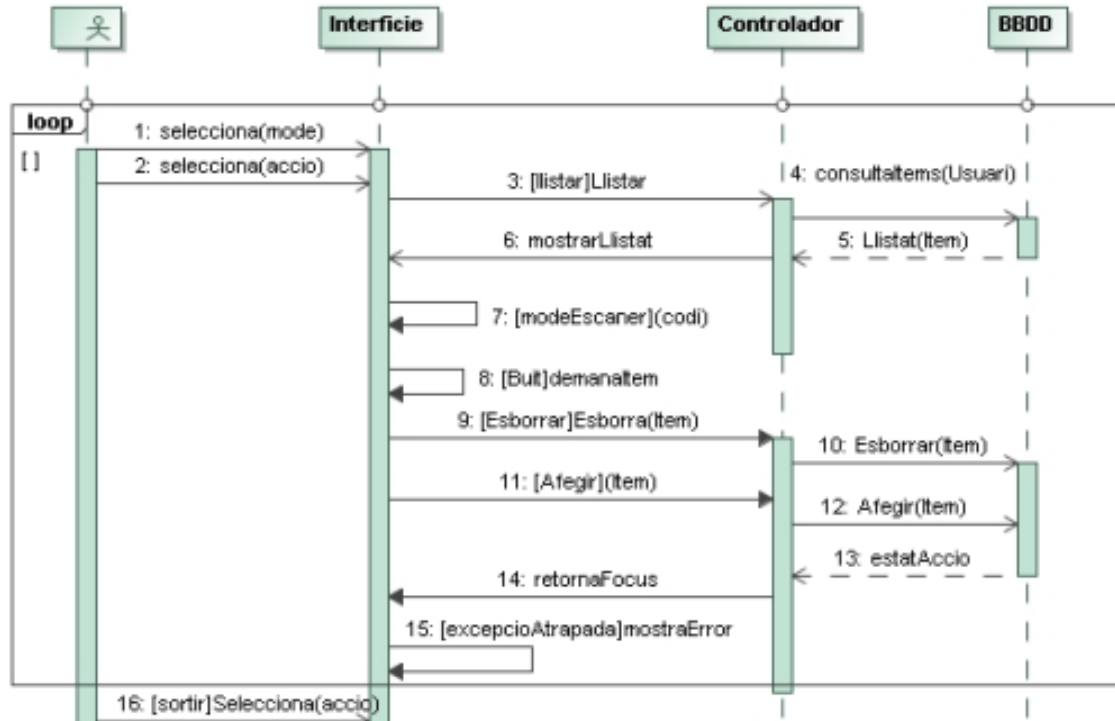 Interficie
Controlador
BBDD
loop
[ ]
1: selecciona(mode)
2: selecciona(accio)
3: [llistar]Llistar
4: consultaItems(Usuari)
5: Llistat(Item)
6: mostrarLlistat
7: [modeEscaner](codi)
8: [Buit]demanaItem
9: [Esborrar]Esborra(Item)
10: Esborrar(Item)
11: [Afegir](Item)
12: Afegir(Item)
13: estatAccio
14: retornaFocus
15: [excepcioAtrapada]mostraError
16: [sortir]Selecciona(accio)